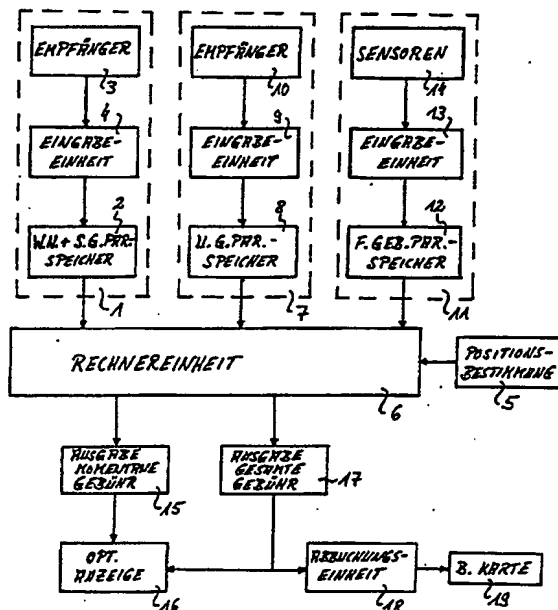 EMPFÄNGER
3
4
EINGABE-
EINHEIT
2
W.U.+ S.G.PAR-
SPEICHER
1
EMPFÄNGER
10
9
EINGABE-
EINHEIT
8
U.G.PAR.-
SPEICHER
7
SENSOREN
14
13
EINGABE-
EINHEIT
12
F.GEB.PAR.-
SPEICHER
11
RECHNEREINHEIT
6
POSITIONS-
BESTIMMUNG
5
AUSGABE
MOMENTANE
GEBÜHR
15
AUSGABE
GESAMTE
GEBÜHR
17
OPT.
ANZEIGE
16
ABBUCHUNGS-
EINHEIT
18
B. KARTE
19